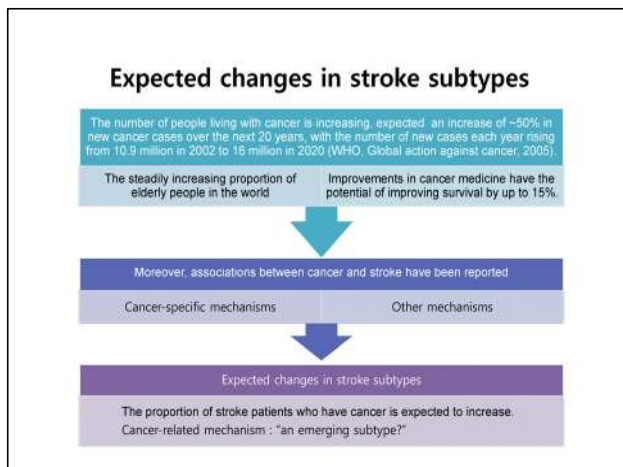 Expected changes in stroke subtypes
The number of people living with cancer is increasing, expected an increase of ~50% in
new cancer cases over the next 20 years, with the number of new cases each year rising
from 10.9 million in 2002 to 16 million in 2020 (WHO, Global action against cancer, 2005).
The steadily increasing proportion of
elderly people in the world
Improvements in cancer medicine have the
potential of improving survival by up to 15%.
Moreover, associations between cancer and stroke have been reported
Cancer-specific mechanisms
Other mechanisms
Expected changes in stroke subtypes
The proportion of stroke patients who have cancer is expected to increase.
Cancer-related mechanism : “an emerging subtype?”